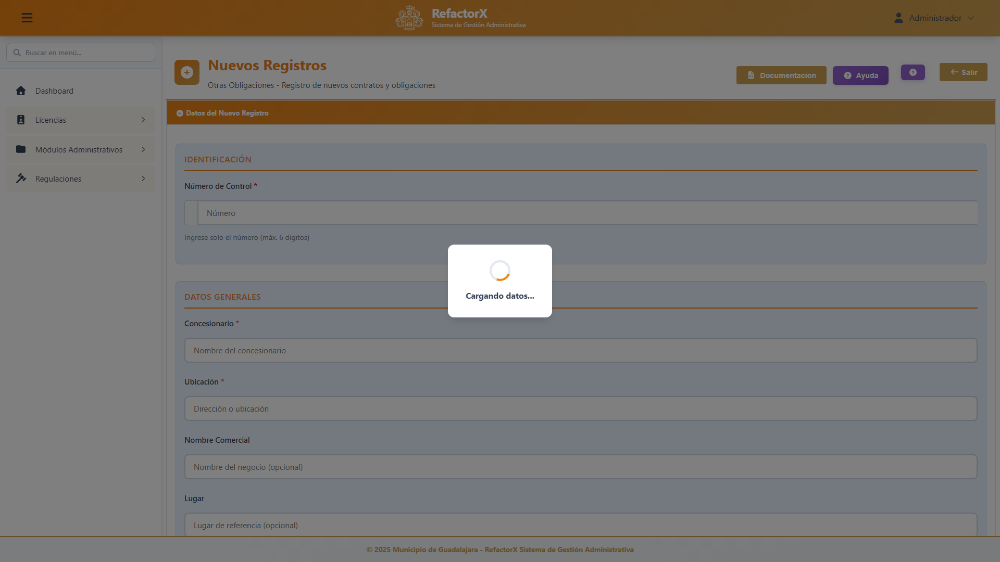 RefactorX
Sistema de Gestión Administrativa
Administrador
Buscar en menú...
Dashboard
Licencias
Módulos Administrativos
Regulaciones
Nuevos Registros
Otras Obligaciones - Registro de nuevos contratos y obligaciones
Documentacion
Ayuda
Salir
Datos del Nuevo Registro
IDENTIFICACIÓN
Número de Control *
Número
Ingrese solo el número (máx. 6 dígitos)
Cargando datos...
DATOS GENERALES
Concesionario *
Nombre del concesionario
Ubicación *
Dirección o ubicación
Nombre Comercial
Nombre del negocio (opcional)
Lugar
Lugar de referencia (opcional)
© 2025 Municipio de Guadalajara - RefactorX Sistema de Gestión Administrativa